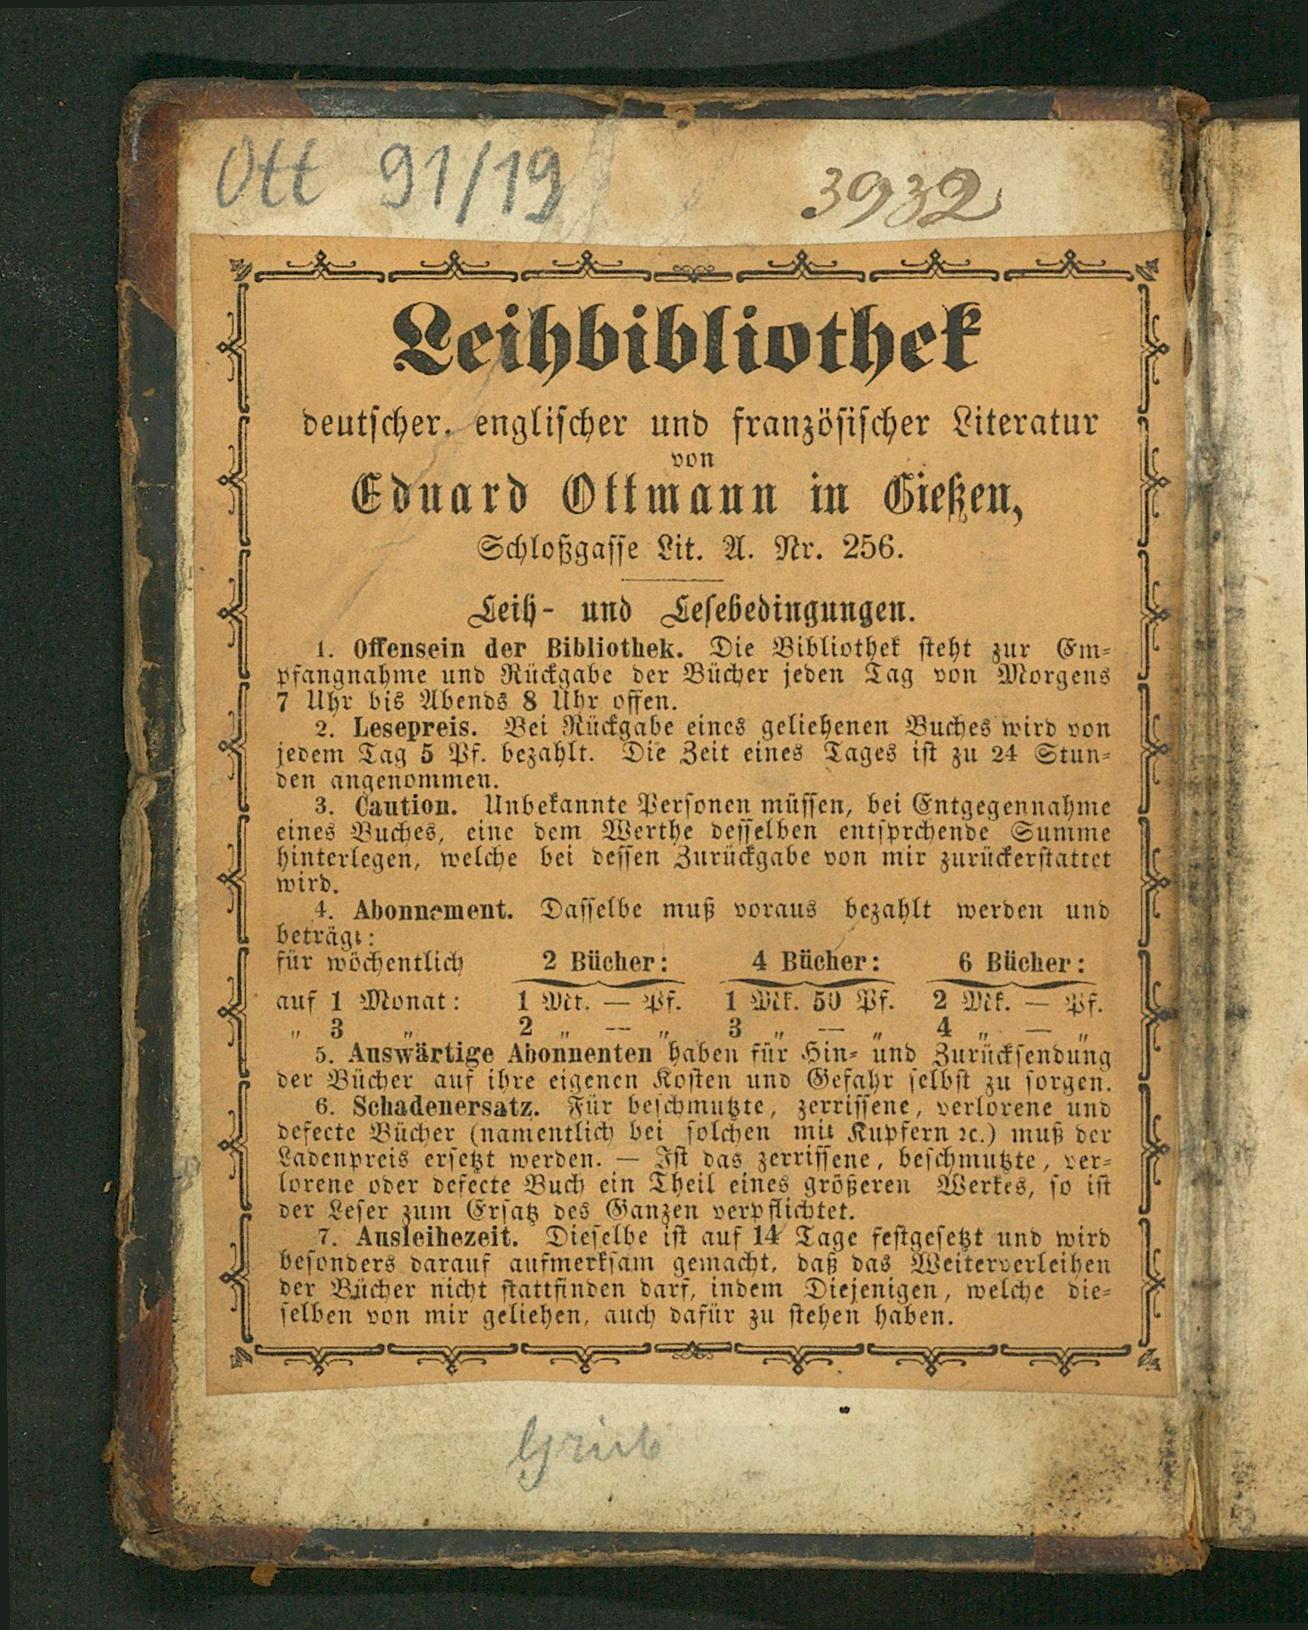 Ott 91/19
3932
Leihbibliothek
deutscher, englischer und französischer Literatur
von
Eduard Ottmann in Gießen,
Schloßgasse Lit. A. Nr. 256.
Leih- und Lesebedingungen.
1. Offensein der Bibliothek. Die Bibliothek steht zur Em-
pfangnahme und Rückgabe der Bücher jeden Tag von Morgens
7 Uhr bis Abends 8 Uhr offen.
2. Lesepreis. Bei Rückgabe eines geliehenen Buches wird von
jedem Tag 5 Pf. bezahlt. Die Zeit eines Tages ist zu 24 Stun-
den angenommen.
3. Caution. Unbekannte Personen müssen, bei Entgegennahme
eines Buches, eine dem Werthe desselben entsprchende Summe
hinterlegen, welche bei dessen Zurückgabe von mir zurückerstattet
wird.
4. Abonnement. Dasselbe muß voraus bezahlt werden und
beträgt:
für wöchentlich 2 Bücher: 4 Bücher: 6 Bücher:
auf 1 Monat: 1 Mk. — Pf. 1 Mk. 50 Pf. 2 Mk. — Pf.
„ 3 „ 2 „ — „ 3 „ — „ 4 „ — „
5. Auswärtige Abonnenten haben für Hin- und Zurücksendung
der Bücher auf ihre eigenen Kosten und Gefahr selbst zu sorgen.
6. Schadenersatz. Für beschmutzte, zerrissene, verlorene und
defecte Bücher (namentlich bei solchen mit Kupfern ꝛc.) muß der
Ladenpreis ersetzt werden. — Ist das zerrissene, beschmutzte, ver-
lorene oder defecte Buch ein Theil eines größeren Werkes, so ist
der Leser zum Ersatz des Ganzen verpflichtet.
7. Ausleihezeit. Dieselbe ist auf 14 Tage festgesetzt und wird
besonders darauf aufmerksam gemacht, daß das Weiterverleihen
der Bücher nicht stattfinden darf, indem Diejenigen, welche die-
selben von mir geliehen, auch dafür zu stehen haben.